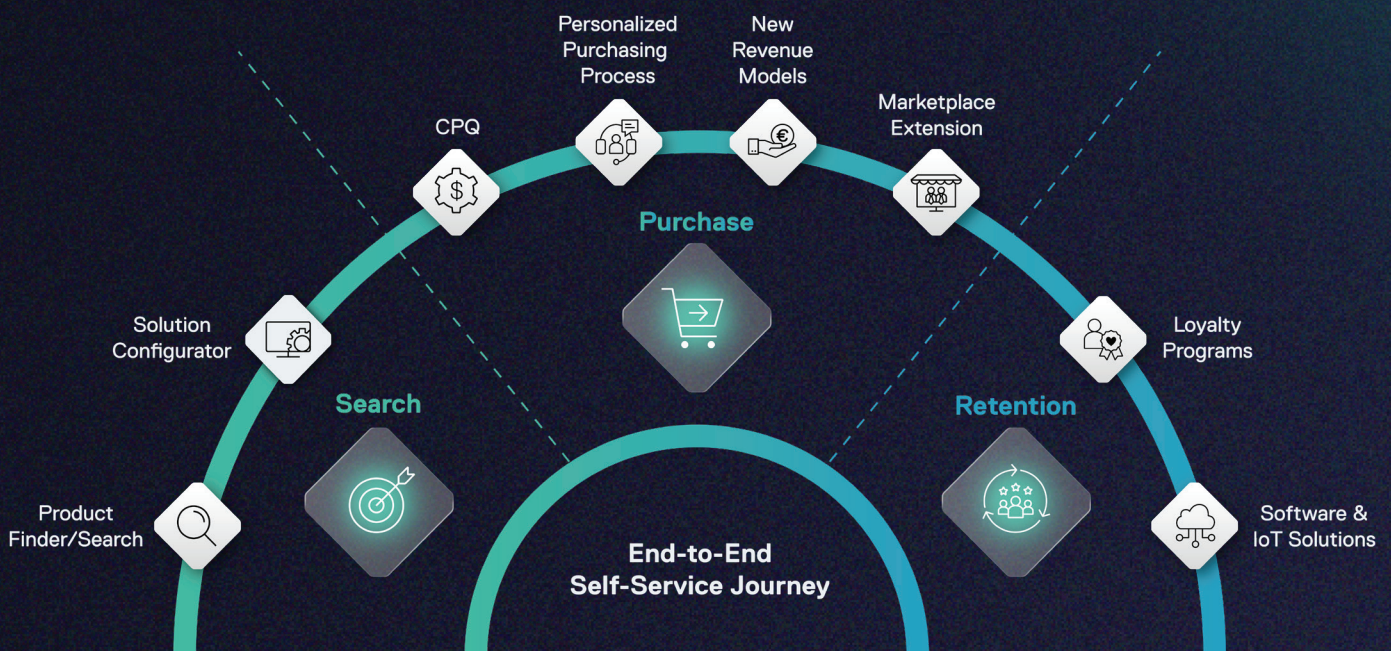 Personalized
Purchasing
Process
New
Revenue
Models
CPQ
Marketplace
Extension
Purchase
Solution
Configurator
Loyalty
Programs
Search
Retention
Product
Finder/Search
Software &
IoT Solutions
End-to-End
Self-Service Journey
$
€